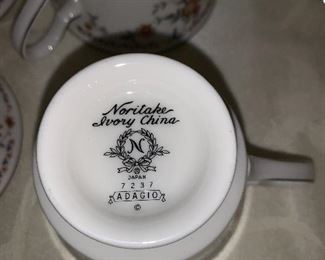 Noritake
Ivory China
N
®
JAPAN
7237
ADAGIO
©